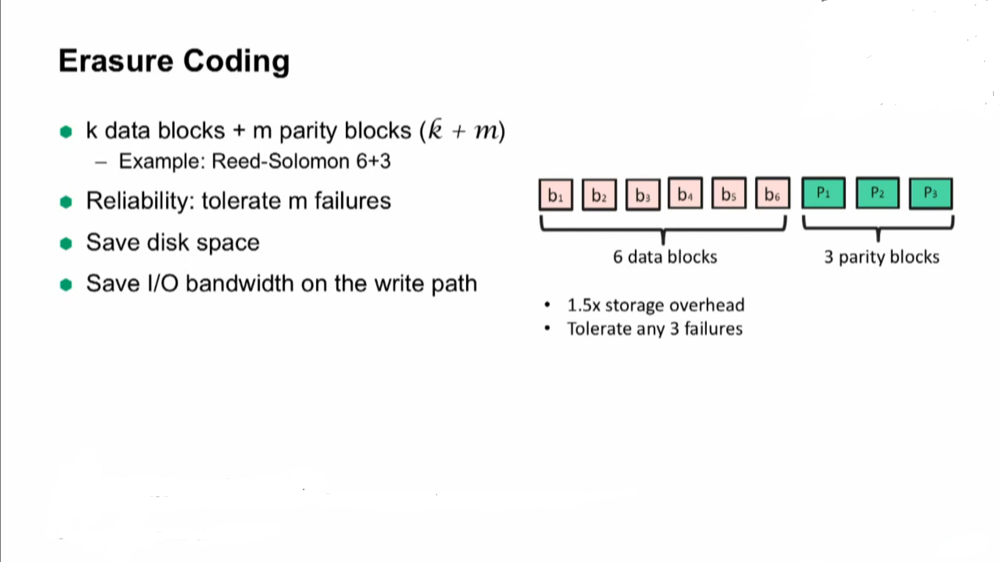 Erasure Coding
k data blocks + m parity blocks (k + m)
– Example: Reed-Solomon 6+3
Reliability: tolerate m failures
Save disk space
Save I/O bandwidth on the write path
b1 b2 b3 b4 b5 b6 P1 P2 P3
6 data blocks 3 parity blocks
• 1.5x storage overhead
• Tolerate any 3 failures